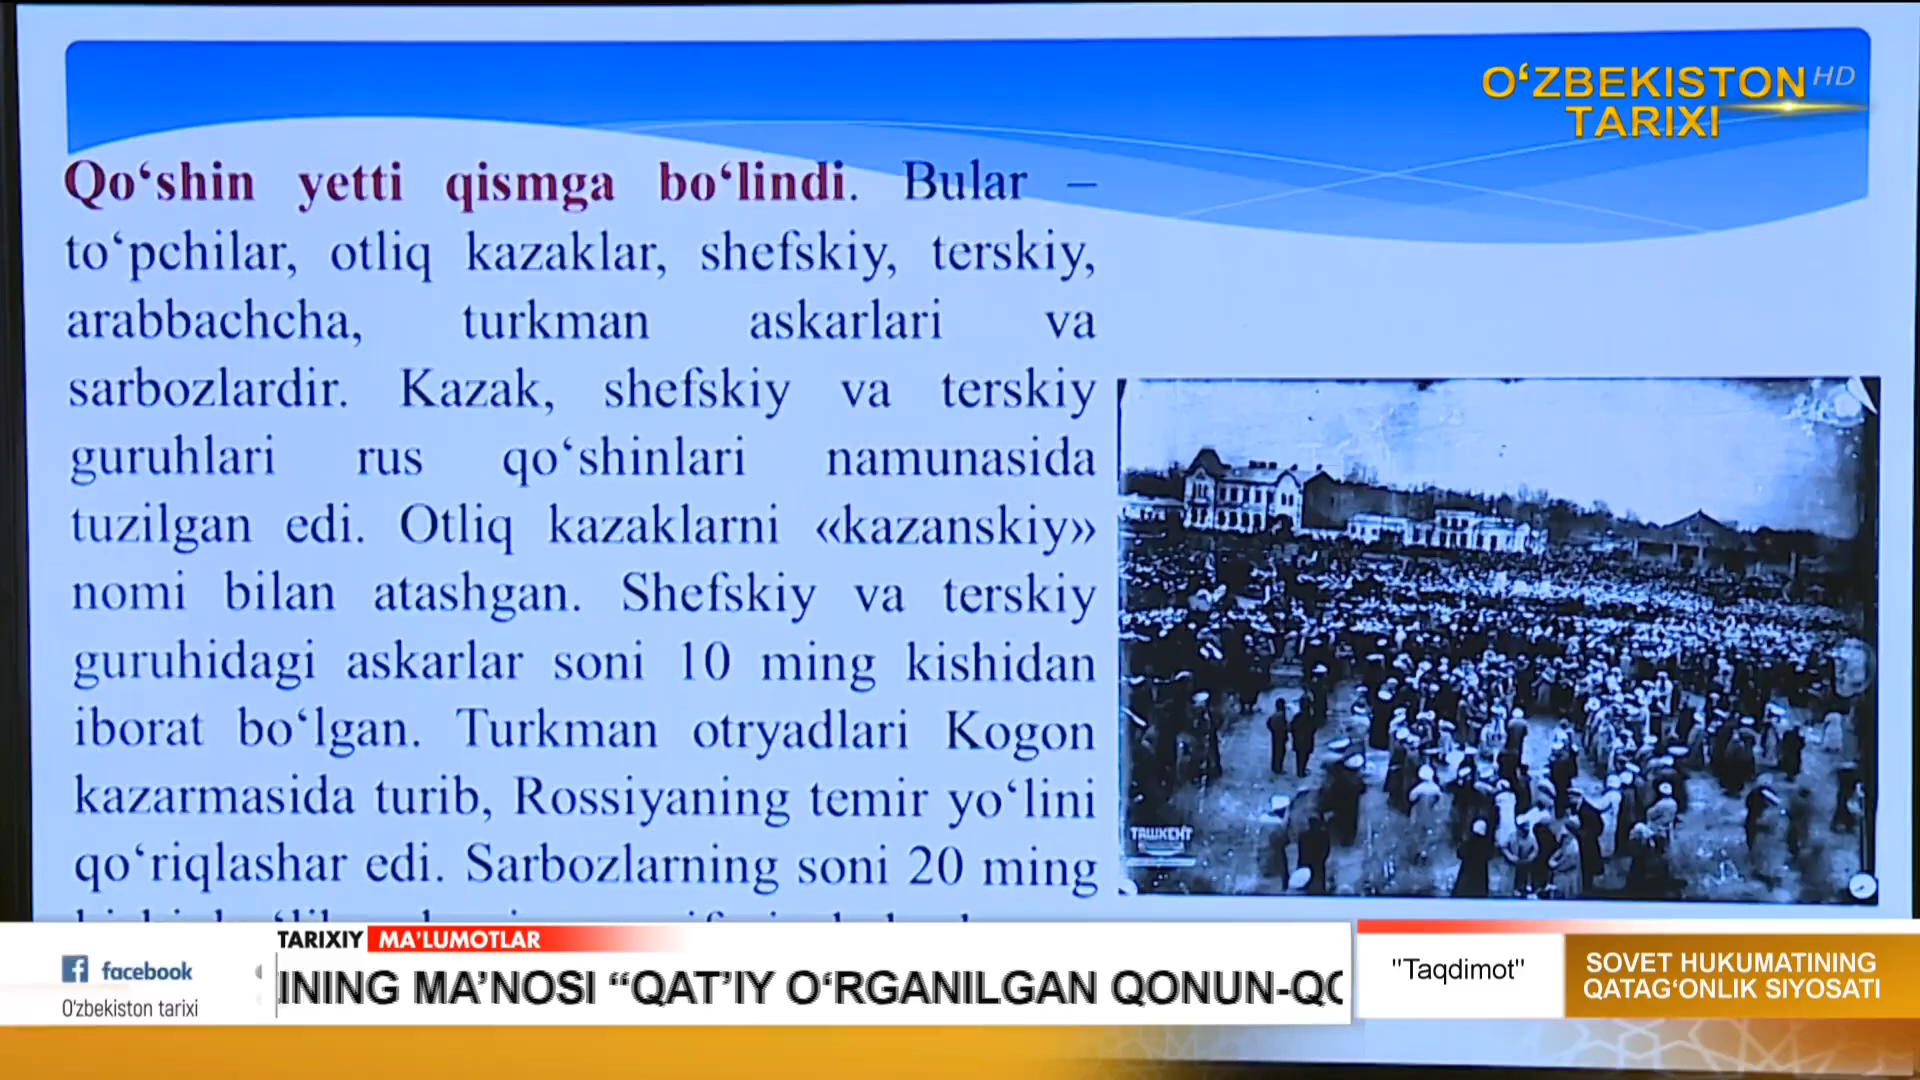 O‘ZBEKISTON HD
TARIXI
Qo‘shin yetti qismga bo‘lindi. Bular –
to‘pchilar, otliq kazaklar, shefskiy, terskiy,
arabbachcha, turkman askarlari va
sarbozlardir. Kazak, shefskiy va terskiy
guruhlari rus qo‘shinlari namunasida
tuzilgan edi. Otliq kazaklarni «kazanskiy»
nomi bilan atashgan. Shefskiy va terskiy
guruhidagi askarlar soni 10 ming kishidan
iborat bo‘lgan. Turkman otryadlari Kogon
kazarmasida turib, Rossiyaning temir yo‘lini
qo‘riqlashar edi. Sarbozlarning soni 20 ming
ТАШКЕНТ
TARIXIY MA’LUMOTLAR
facebook
O‘zbekiston tarixi
INING MA’NOSI “QAT’IY O‘RGANILGAN QONUN-QO
"Taqdimot"
SOVET HUKUMATINING
QATAG‘ONLIK SIYOSATI